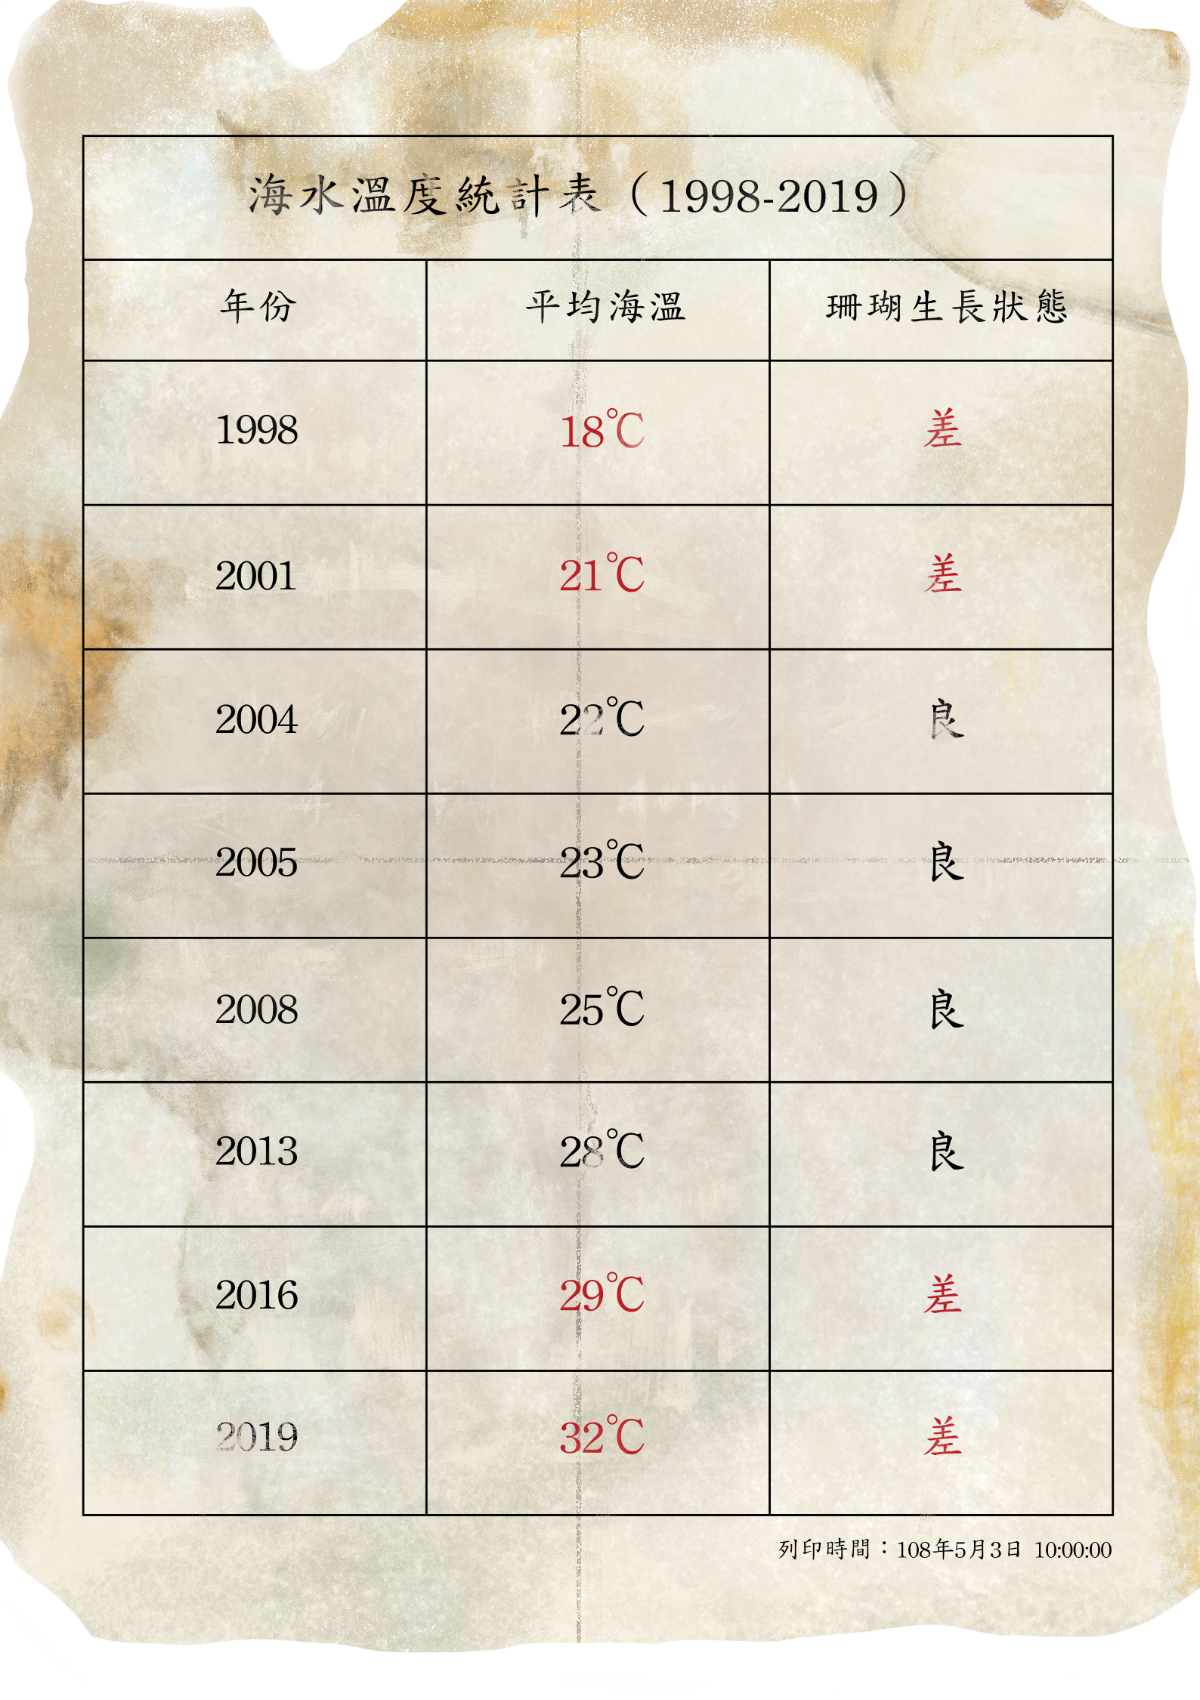 海水溫度統計表（1998-2019）
年份 平均海溫 珊瑚生長狀態
1998 18℃ 差
2001 21℃ 差
2004 22℃ 良
2005 23℃ 良
2008 25℃ 良
2013 28℃ 良
2016 29℃ 差
2019 32℃ 差
列印時間：108年5月3日 10:00:00